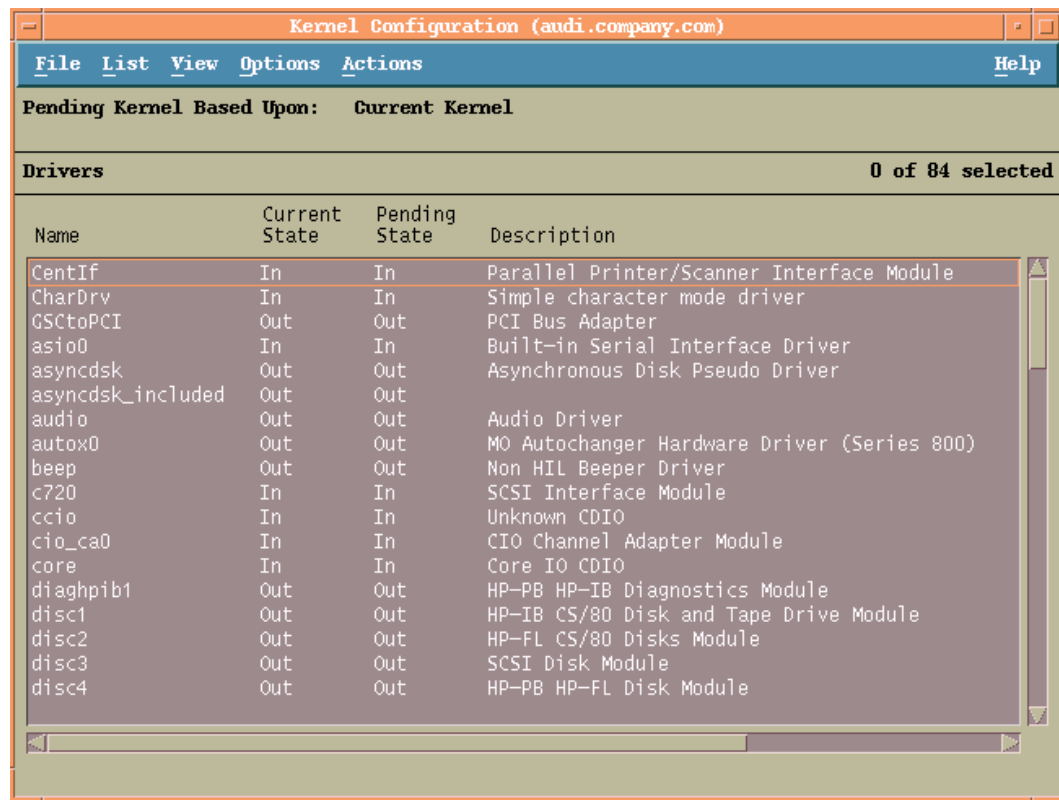 Kernel Configuration (audi.company.com)
File List View Options Actions Help
Pending Kernel Based Upon: Current Kernel
Drivers 0 of 84 selected
Current Pending
Name State State Description
CentIf In In Parallel Printer/Scanner Interface Module
CharDrv In In Simple character mode driver
GSCtoPCI Out Out PCI Bus Adapter
asio0 In In Built-in Serial Interface Driver
asyncdsk Out Out Asynchronous Disk Pseudo Driver
asyncdsk_included Out Out
audio Out Out Audio Driver
autox0 Out Out MO Autochanger Hardware Driver (Series 800)
beep Out Out Non HIL Beeper Driver
c720 In In SCSI Interface Module
ccio In In Unknown CDIO
cio_ca0 In In CIO Channel Adapter Module
core In In Core IO CDIO
diaghpib1 Out Out HP-PB HP-IB Diagnostics Module
disc1 Out Out HP-IB CS/80 Disk and Tape Drive Module
disc2 Out Out HP-FL CS/80 Disks Module
disc3 Out Out SCSI Disk Module
disc4 Out Out HP-PB HP-FL Disk Module